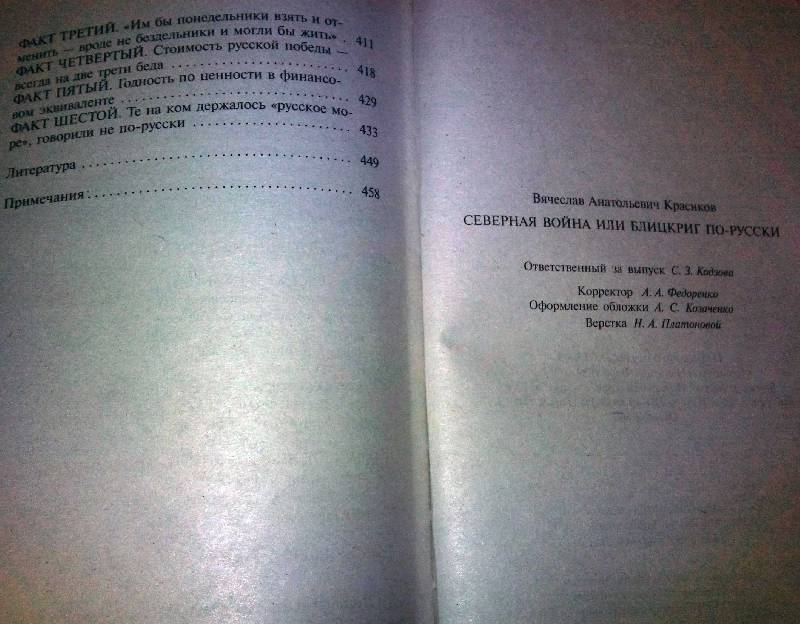 ФАКТ ТРЕТИЙ. «Им бы понедельники взять и от-
менить — вроде не бездельники и могли бы жить» . 411
ФАКТ ЧЕТВЕРТЫЙ. Стоимость русской победы —
всегда на две трети беда . . . . . . . . . . . . . . . . . . . . 418
ФАКТ ПЯТЫЙ. Годность по ценности в финансо-
вом эквиваленте . . . . . . . . . . . . . . . . . . . . . . . . . . . 429
ФАКТ ШЕСТОЙ. Те на ком держалось «русское мо-
ре», говорили не по-русски . . . . . . . . . . . . . . . . . 433
Литература . . . . . . . . . . . . . . . . . . . . . . . . . . . . . . . . 449
Примечания . . . . . . . . . . . . . . . . . . . . . . . . . . . . . . . 458
Вячеслав Анатольевич Красиков
СЕВЕРНАЯ ВОЙНА ИЛИ БЛИЦКРИГ ПО-РУССКИ
Ответственный за выпуск С. З. Кодзова
Корректор А. А. Федоренко
Оформление обложки А. С. Козаченко
Верстка Н. А. Платоновой